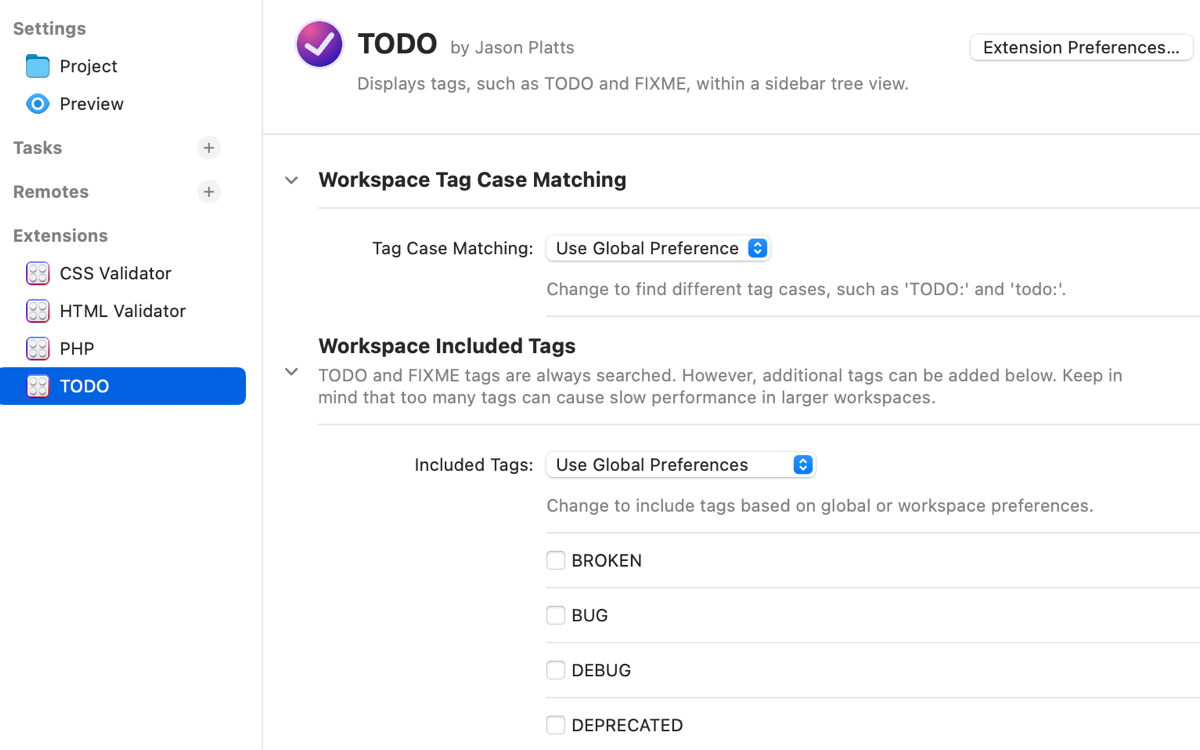 Settings
Project
Preview
Tasks
Remotes
Extensions
CSS Validator
HTML Validator
PHP
TODO
TODO by Jason Platts
Extension Preferences...
Displays tags, such as TODO and FIXME, within a sidebar tree view.
Workspace Tag Case Matching
Tag Case Matching: Use Global Preference
Change to find different tag cases, such as 'TODO:' and 'todo:'.
Workspace Included Tags
TODO and FIXME tags are always searched. However, additional tags can be added below. Keep in
mind that too many tags can cause slow performance in larger workspaces.
Included Tags: Use Global Preferences
Change to include tags based on global or workspace preferences.
BROKEN
BUG
DEBUG
DEPRECATED